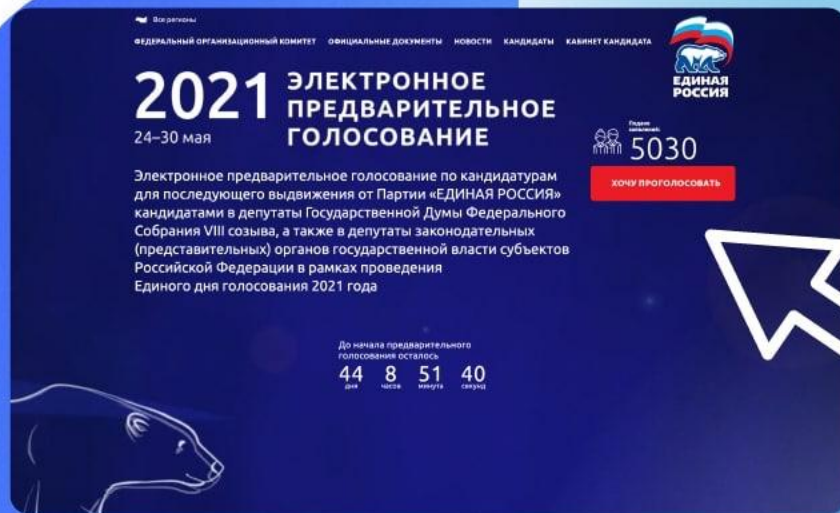 Все регионы
ФЕДЕРАЛЬНЫЙ ОРГАНИЗАЦИОННЫЙ КОМИТЕТ ОФИЦИАЛЬНЫЕ ДОКУМЕНТЫ НОВОСТИ КАНДИДАТЫ КАБИНЕТ КАНДИДАТА
ЕДИНАЯ
РОССИЯ
2021
24–30 мая
ЭЛЕКТРОННОЕ
ПРЕДВАРИТЕЛЬНОЕ
ГОЛОСОВАНИЕ
Подано
заявлений:
5030
ХОЧУ ПРОГОЛОСОВАТЬ
Электронное предварительное голосование по кандидатурам
для последующего выдвижения от Партии «ЕДИНАЯ РОССИЯ»
кандидатами в депутаты Государственной Думы Федерального
Собрания VIII созыва, а также в депутаты законодательных
(представительных) органов государственной власти субъектов
Российской Федерации в рамках проведения
Единого дня голосования 2021 года
До начала предварительного
голосования осталось
44 8 51 40
дня часов минута секунд